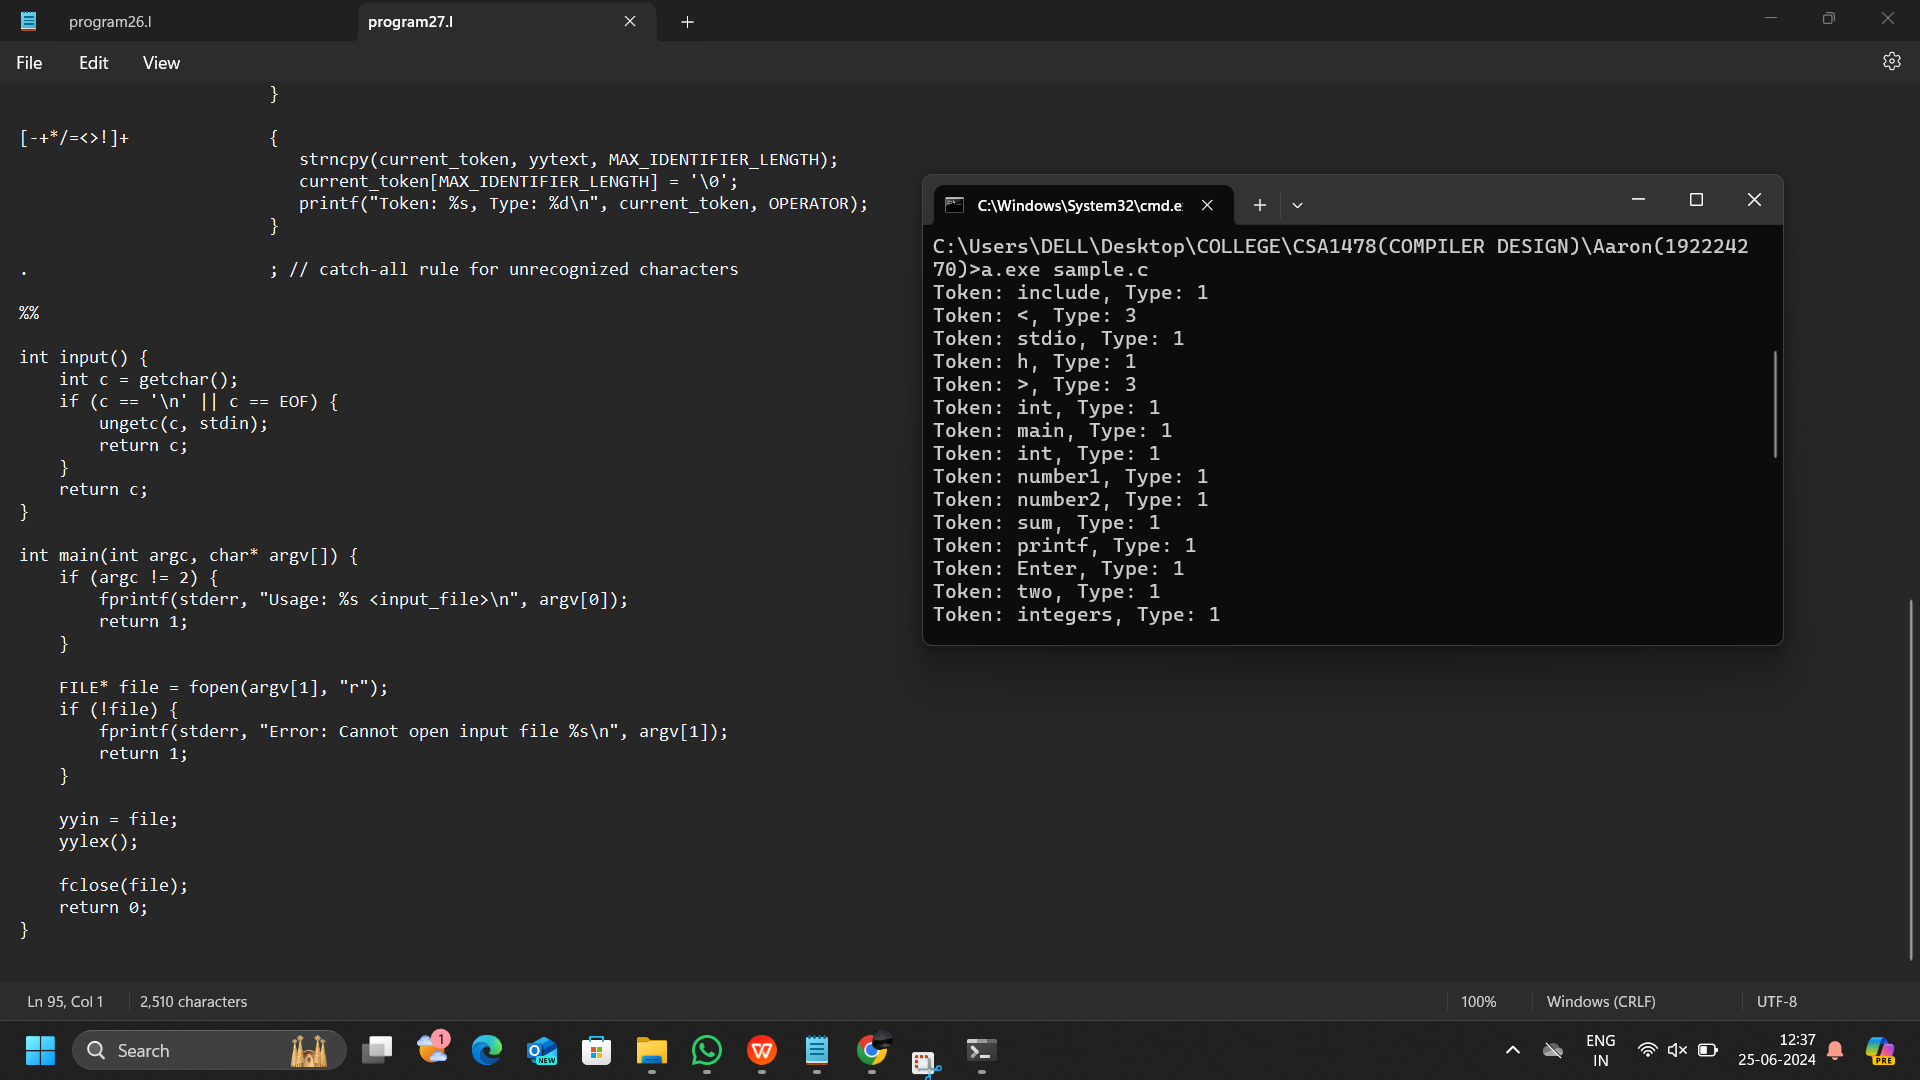 program26.l
program27.l
File Edit View
}
[-+*/=<>!]+ {
strncpy(current_token, yytext, MAX_IDENTIFIER_LENGTH);
current_token[MAX_IDENTIFIER_LENGTH] = '\0';
printf("Token: %s, Type: %d\n", current_token, OPERATOR);
}
. ; // catch-all rule for unrecognized characters
%%
int input() {
int c = getchar();
if (c == '\n' || c == EOF) {
ungetc(c, stdin);
return c;
}
return c;
}
int main(int argc, char* argv[]) {
if (argc != 2) {
fprintf(stderr, "Usage: %s <input_file>\n", argv[0]);
return 1;
}
FILE* file = fopen(argv[1], "r");
if (!file) {
fprintf(stderr, "Error: Cannot open input file %s\n", argv[1]);
return 1;
}
yyin = file;
yylex();
fclose(file);
return 0;
}
C:\Windows\System32\cmd.e
C:\Users\DELL\Desktop\COLLEGE\CSA1478(COMPILER DESIGN)\Aaron(1922242
70)>a.exe sample.c
Token: include, Type: 1
Token: <, Type: 3
Token: stdio, Type: 1
Token: h, Type: 1
Token: >, Type: 3
Token: int, Type: 1
Token: main, Type: 1
Token: int, Type: 1
Token: number1, Type: 1
Token: number2, Type: 1
Token: sum, Type: 1
Token: printf, Type: 1
Token: Enter, Type: 1
Token: two, Type: 1
Token: integers, Type: 1
Ln 95, Col 1 2,510 characters 100% Windows (CRLF) UTF-8
Search
1
NEW
ENG
IN
12:37
25-06-2024
PRE